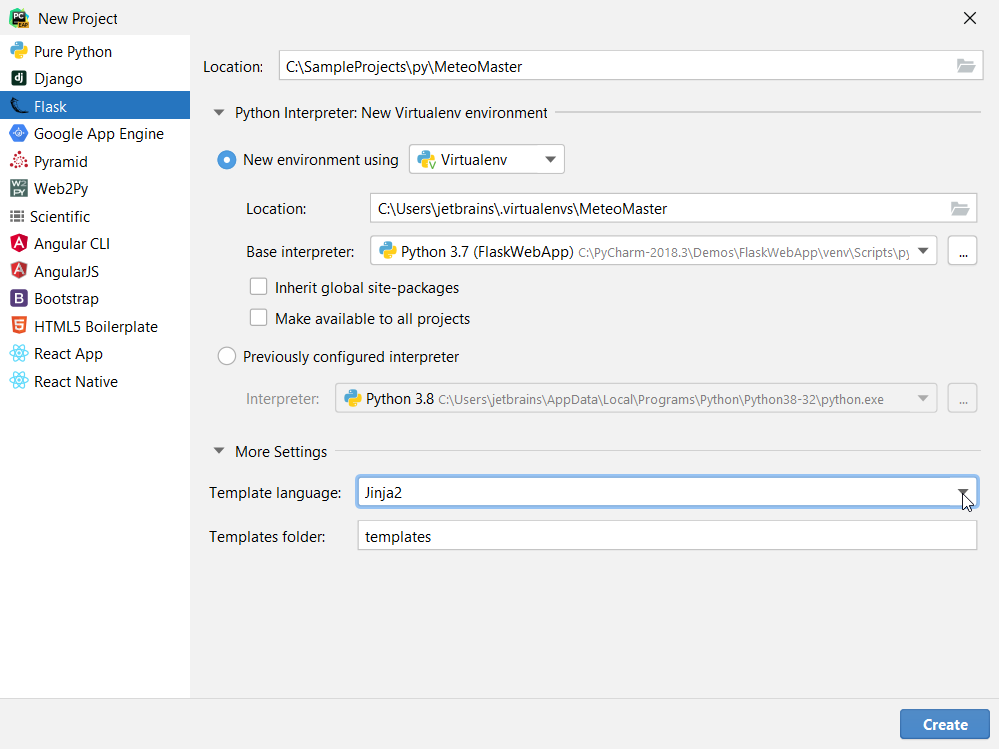 New Project
Pure Python
Django
Flask
Google App Engine
Pyramid
Web2Py
Scientific
Angular CLI
AngularJS
Bootstrap
HTML5 Boilerplate
React App
React Native
Location: C:\SampleProjects\py\MeteoMaster
Python Interpreter: New Virtualenv environment
New environment using Virtualenv
Location: C:\Users\jetbrains\.virtualenvs\MeteoMaster
Base interpreter: Python 3.7 (FlaskWebApp) C:\PyCharm-2018.3\Demos\FlaskWebApp\venv\Scripts\py
...
Inherit global site-packages
Make available to all projects
Previously configured interpreter
Interpreter: Python 3.8 C:\Users\jetbrains\AppData\Local\Programs\Python\Python38-32\python.exe
...
More Settings
Template language: Jinja2
Templates folder: templates
Create